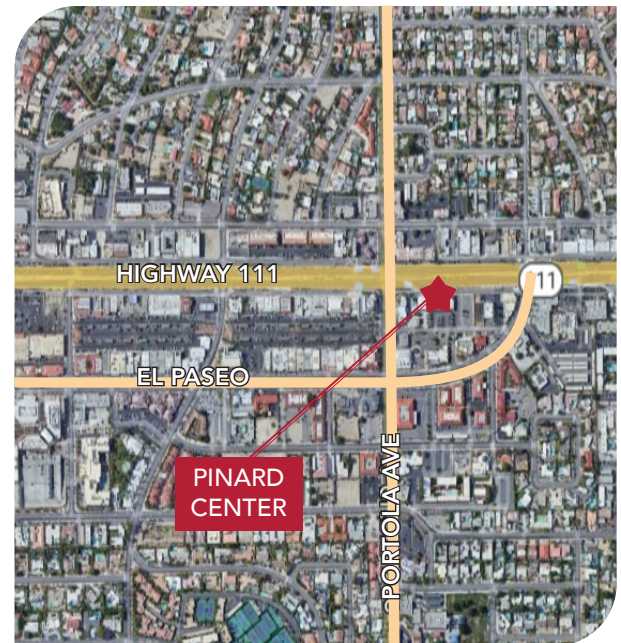 HIGHWAY 111
111
EL PASEO
PINARD
CENTER
PORTOLA AVE